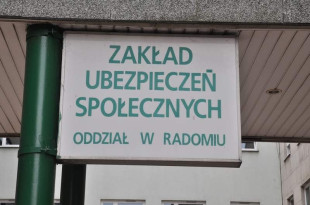 ZAKŁAD
UBEZPIECZEŃ
SPOŁECZNYCH
ODDZIAŁ W RADOMIU